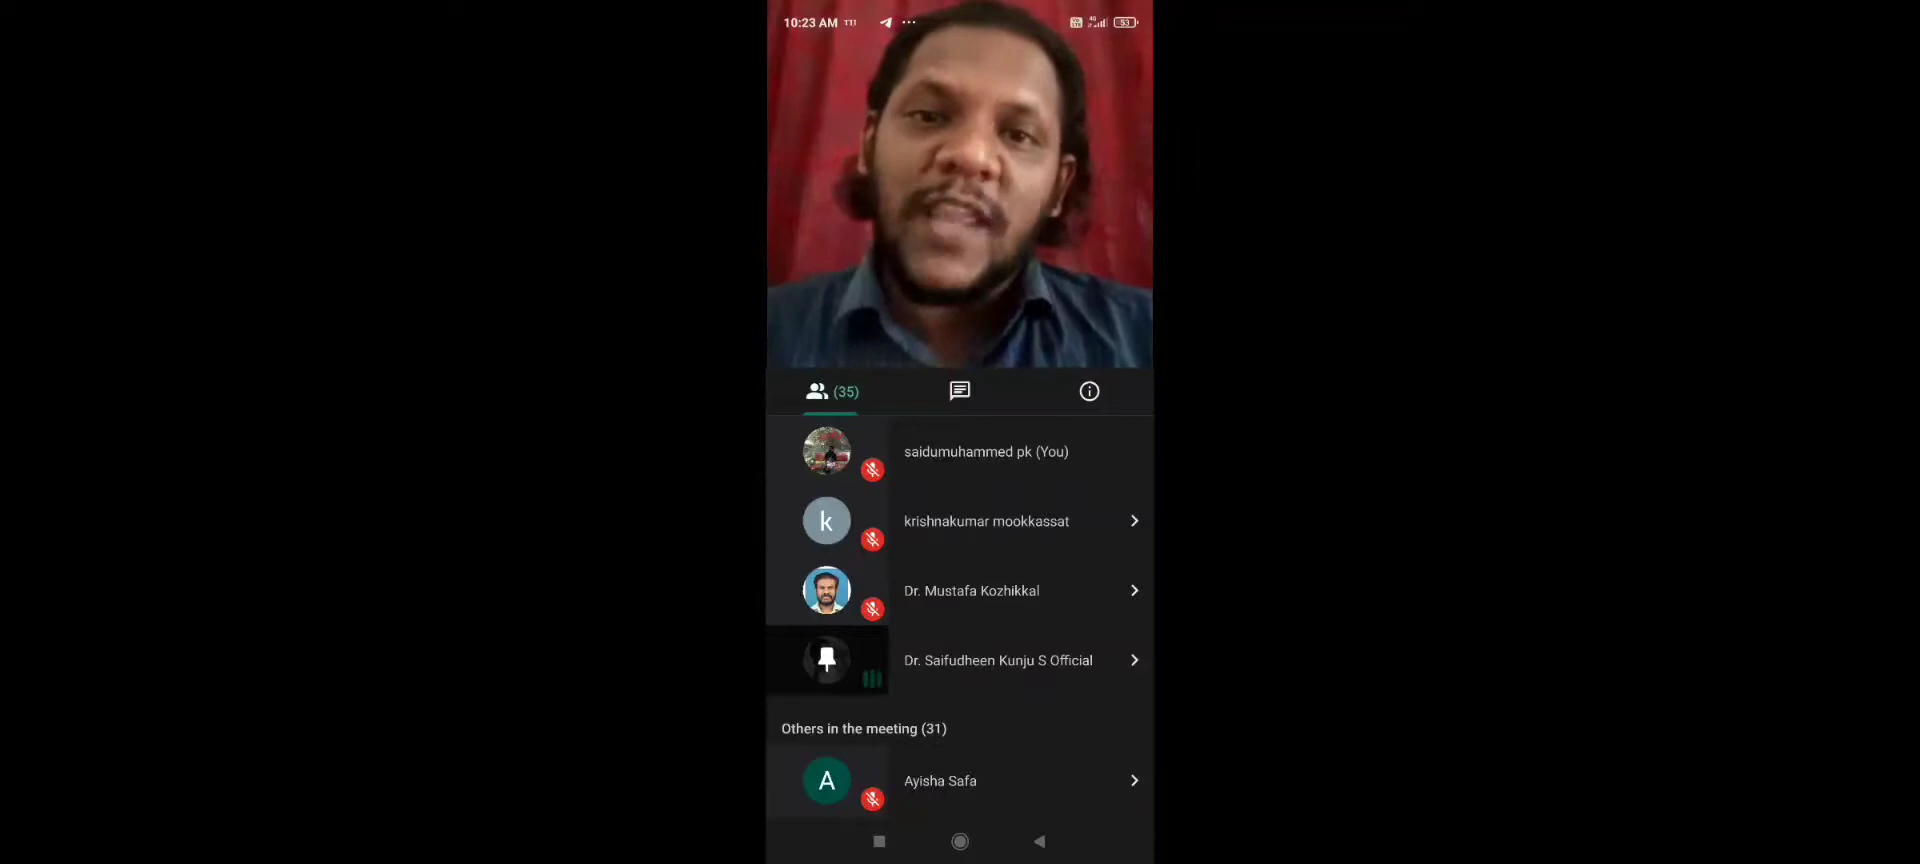 10:23 AM
53
(35)
saidumuhammed pk (You)
k
krishnakumar mookkassat
Dr. Mustafa Kozhikkal
Dr. Saifudheen Kunju S Official
Others in the meeting (31)
A
Ayisha Safa